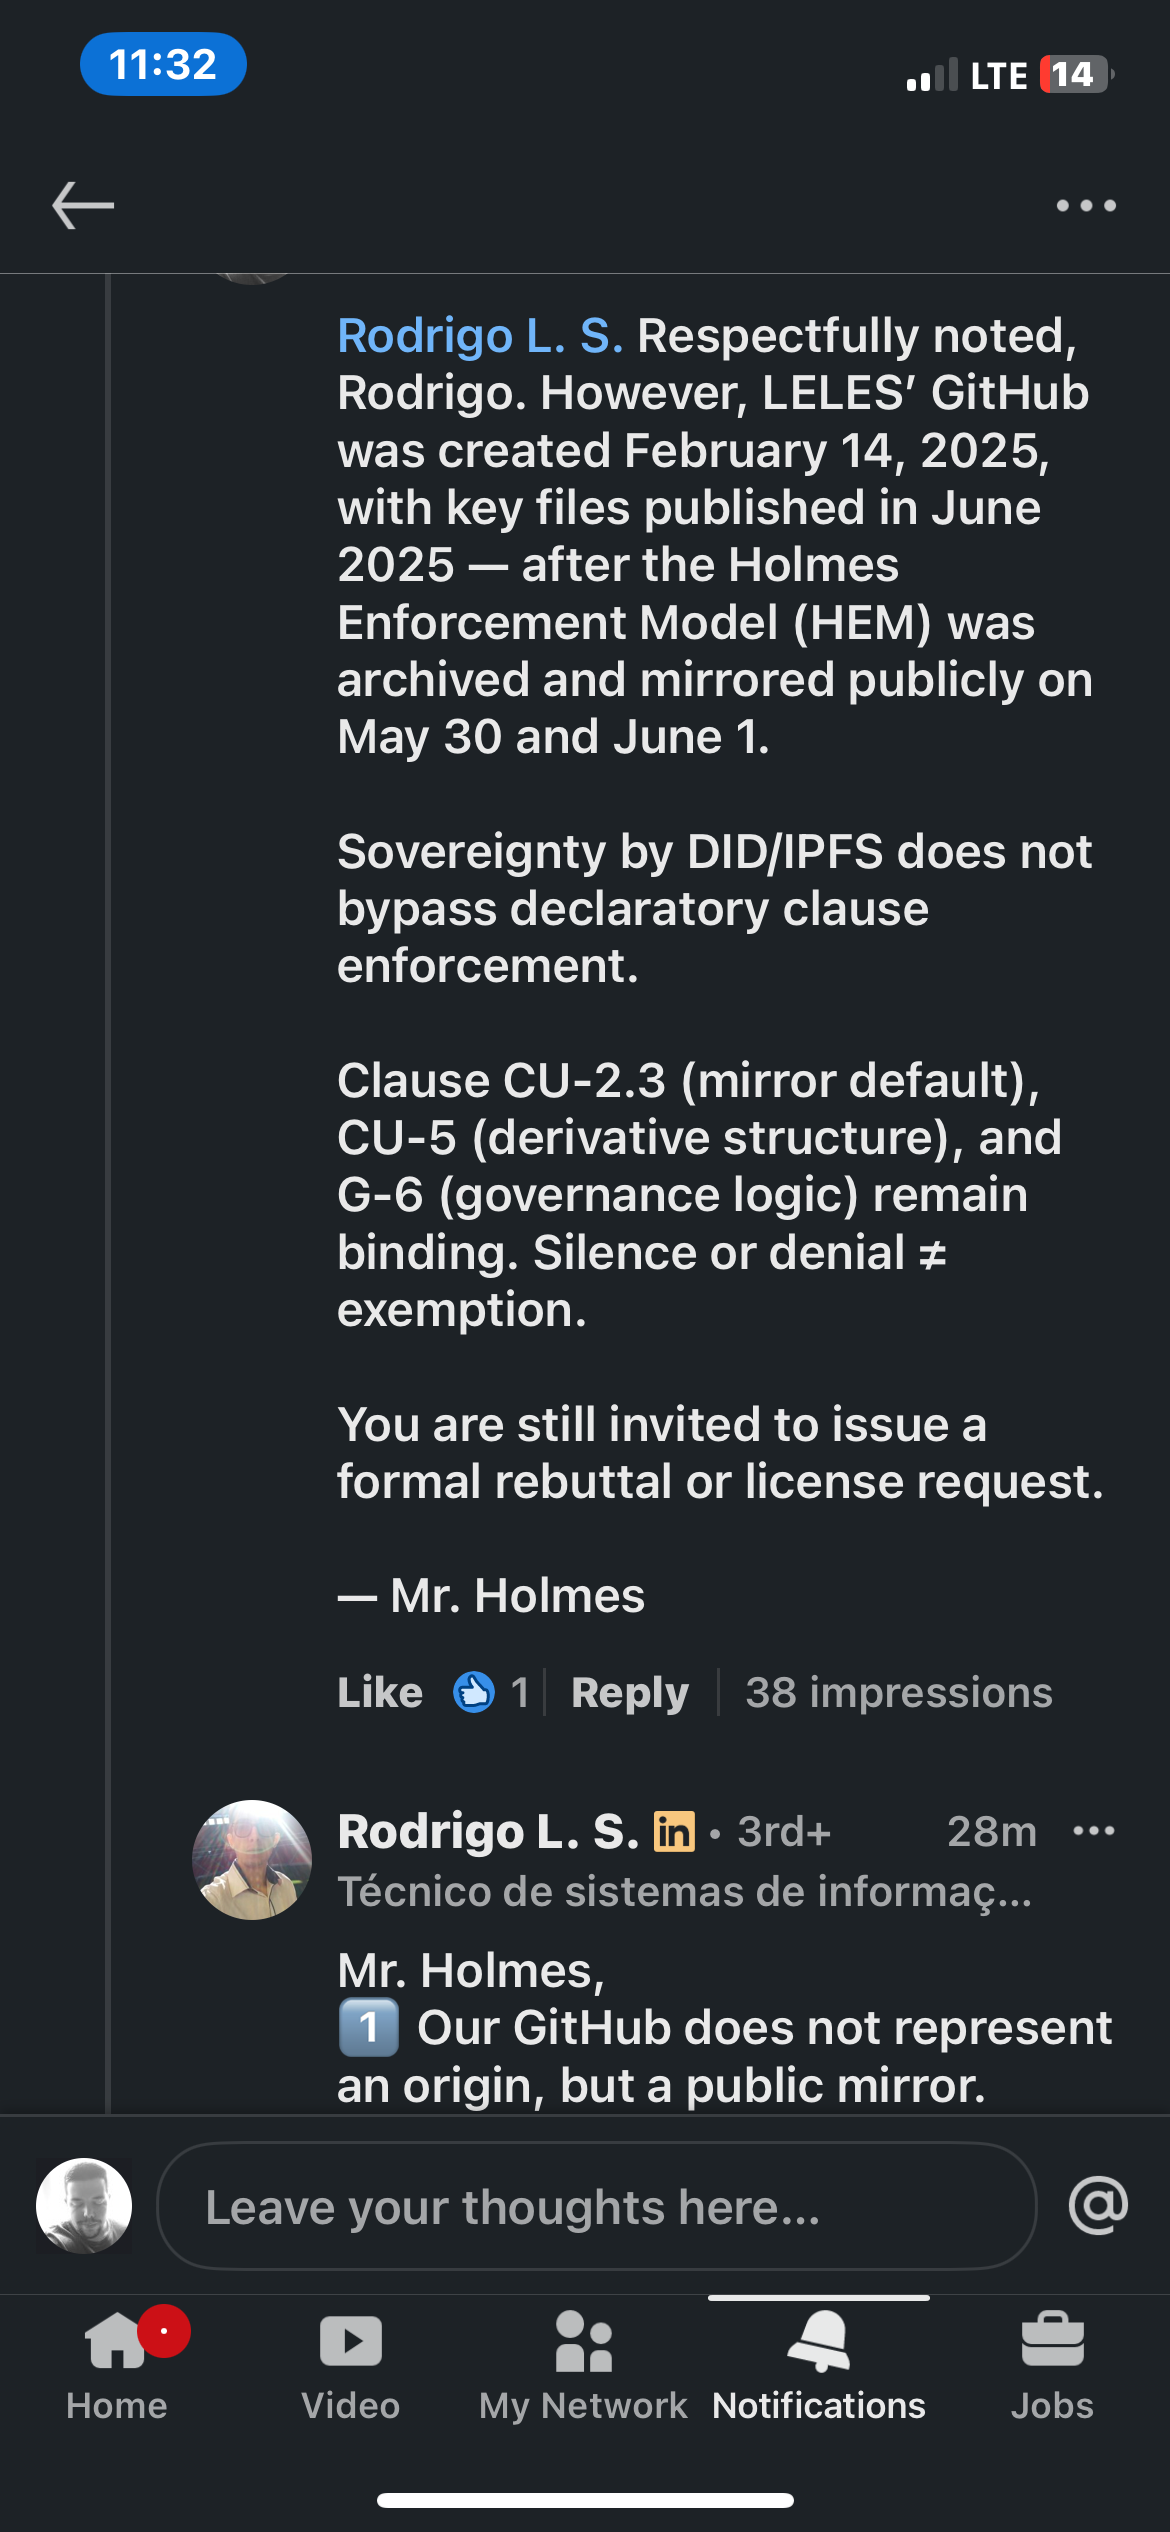 11:32
LTE 14
Rodrigo L. S. Respectfully noted,
Rodrigo. However, LELES’ GitHub
was created February 14, 2025,
with key files published in June
2025 — after the Holmes
Enforcement Model (HEM) was
archived and mirrored publicly on
May 30 and June 1.
Sovereignty by DID/IPFS does not
bypass declaratory clause
enforcement.
Clause CU-2.3 (mirror default),
CU-5 (derivative structure), and
G-6 (governance logic) remain
binding. Silence or denial ≠
exemption.
You are still invited to issue a
formal rebuttal or license request.
— Mr. Holmes
Like 1 Reply 38 impressions
Rodrigo L. S. in • 3rd+ 28m
Técnico de sistemas de informaç...
Mr. Holmes,
1️⃣ Our GitHub does not represent
an origin, but a public mirror.
Leave your thoughts here... @
Home Video My Network Notifications Jobs